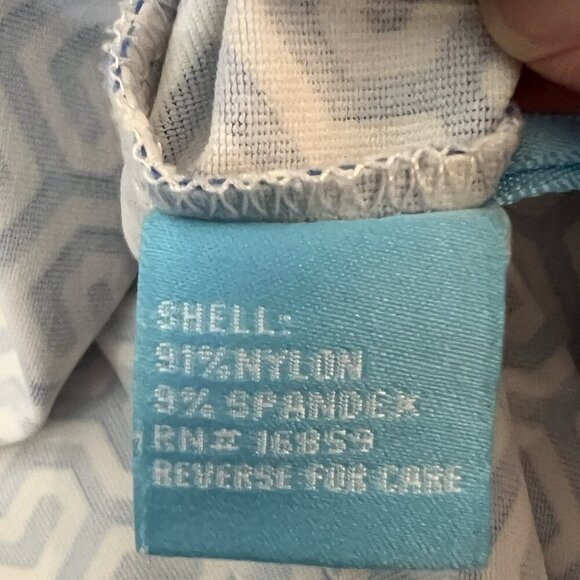 SHELL:
91% NYLON
9% SPANDEX
RN# 16859
REVERSE FOR CARE